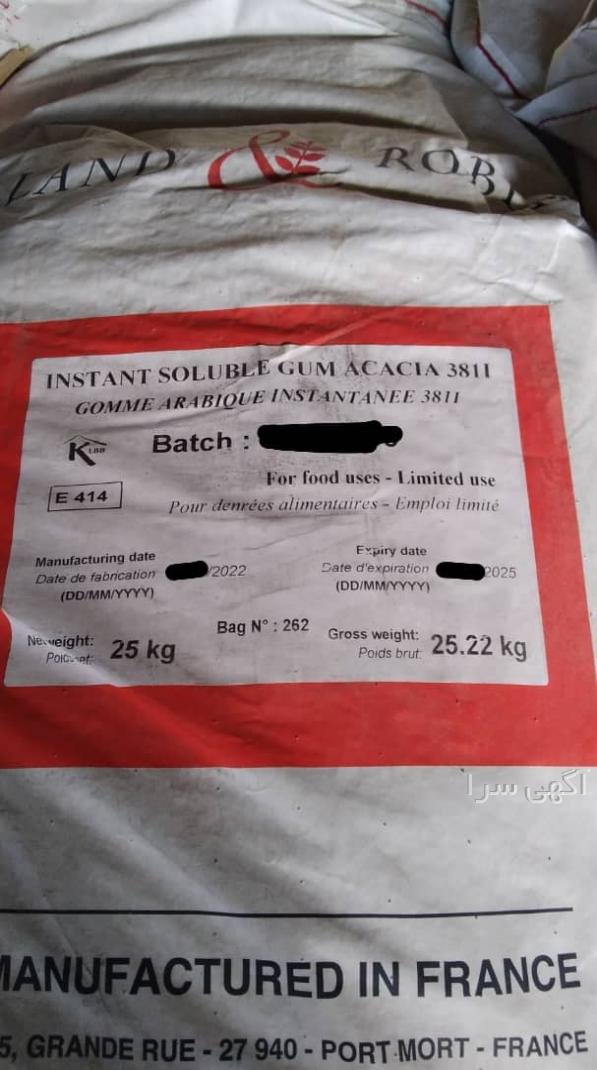 LAND & ROB
INSTANT SOLUBLE GUM ACACIA 3811
GOMME ARABIQUE INSTANTANEE 3811
K LBD
Batch :
For food uses - Limited use
E 414
Pour denrées alimentaires - Emploi limité
Manufacturing date
Date de fabrication /2022
(DD/MM/YYYY)
Expiry date
Date d'expiration 2025
(DD/MM/YYYY)
Bag N° : 262
25 kg
Gross weight:
Poids brut: 25.22 kg
آگهی سرا
MANUFACTURED IN FRANCE
5, GRANDE RUE - 27 940 - PORT MORT - FRANCE